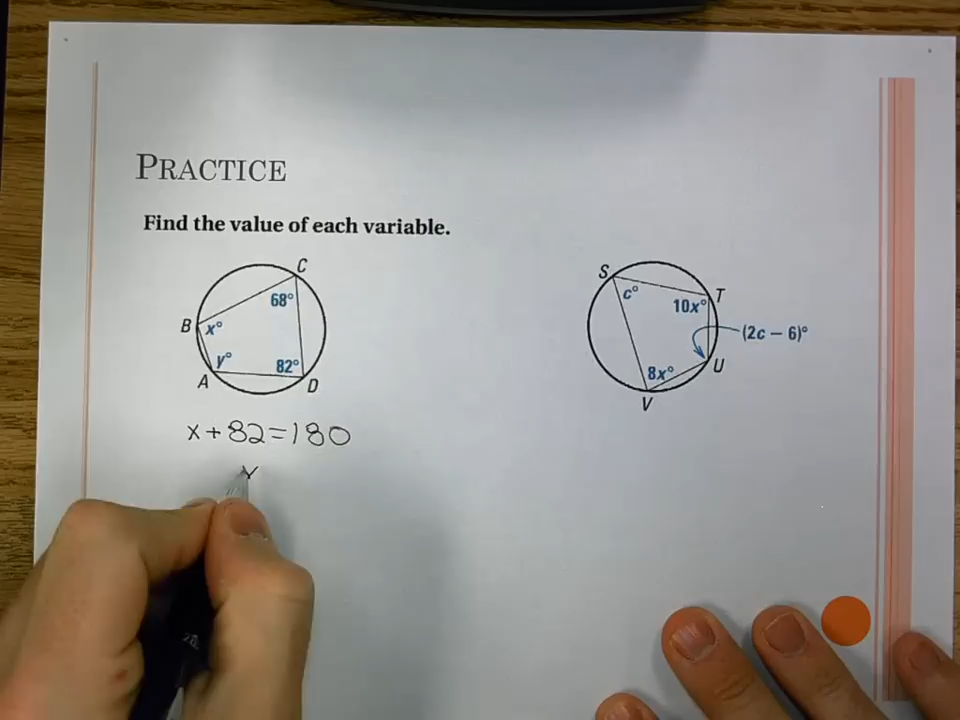 PRACTICE
Find the value of each variable.
C
68°
B
x°
y°
82°
A
D
x + 82 = 180
x
S
c°
T
10x°
(2c – 6)°
8x°
U
V